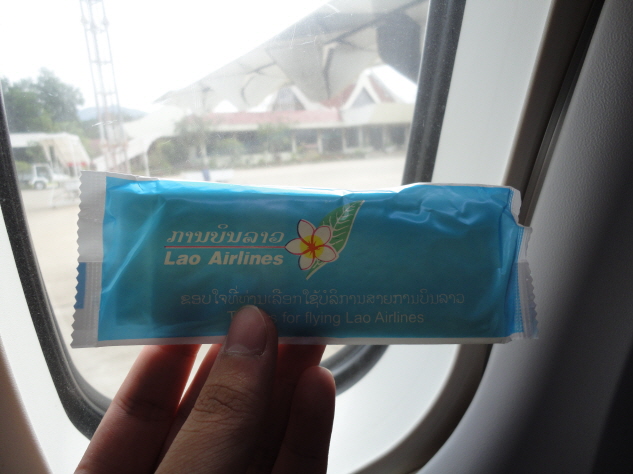 ການບິນລາວ
Lao Airlines
ຂອບໃຈທີ່ທ່ານເລືອກໃຊ້ບໍລິການສາຍການບິນລາວ
for flying Lao Airlines